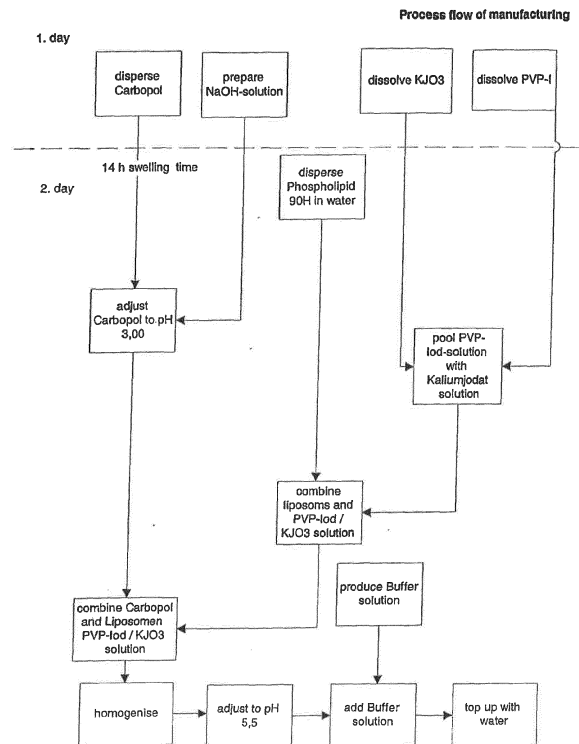 Process flow of manufacturing
1. day
disperse
Carbopol
prepare
NaOH-solution
dissolve KJO3
dissolve PVP-I
14 h swelling time
2. day
disperse
Phospholipid
90H in water
adjust
Carbopol to pH
3,00
pool PVP-
Iod-solution
with
Kaliumjodat
solution
combine
liposoms and
PVP-Iod /
KJO3 solution
produce Buffer
solution
combine Carbopol
and Liposomen
PVP-Iod / KJO3
solution
homogenise
adjust to pH
5,5
add Buffer
solution
top up with
water